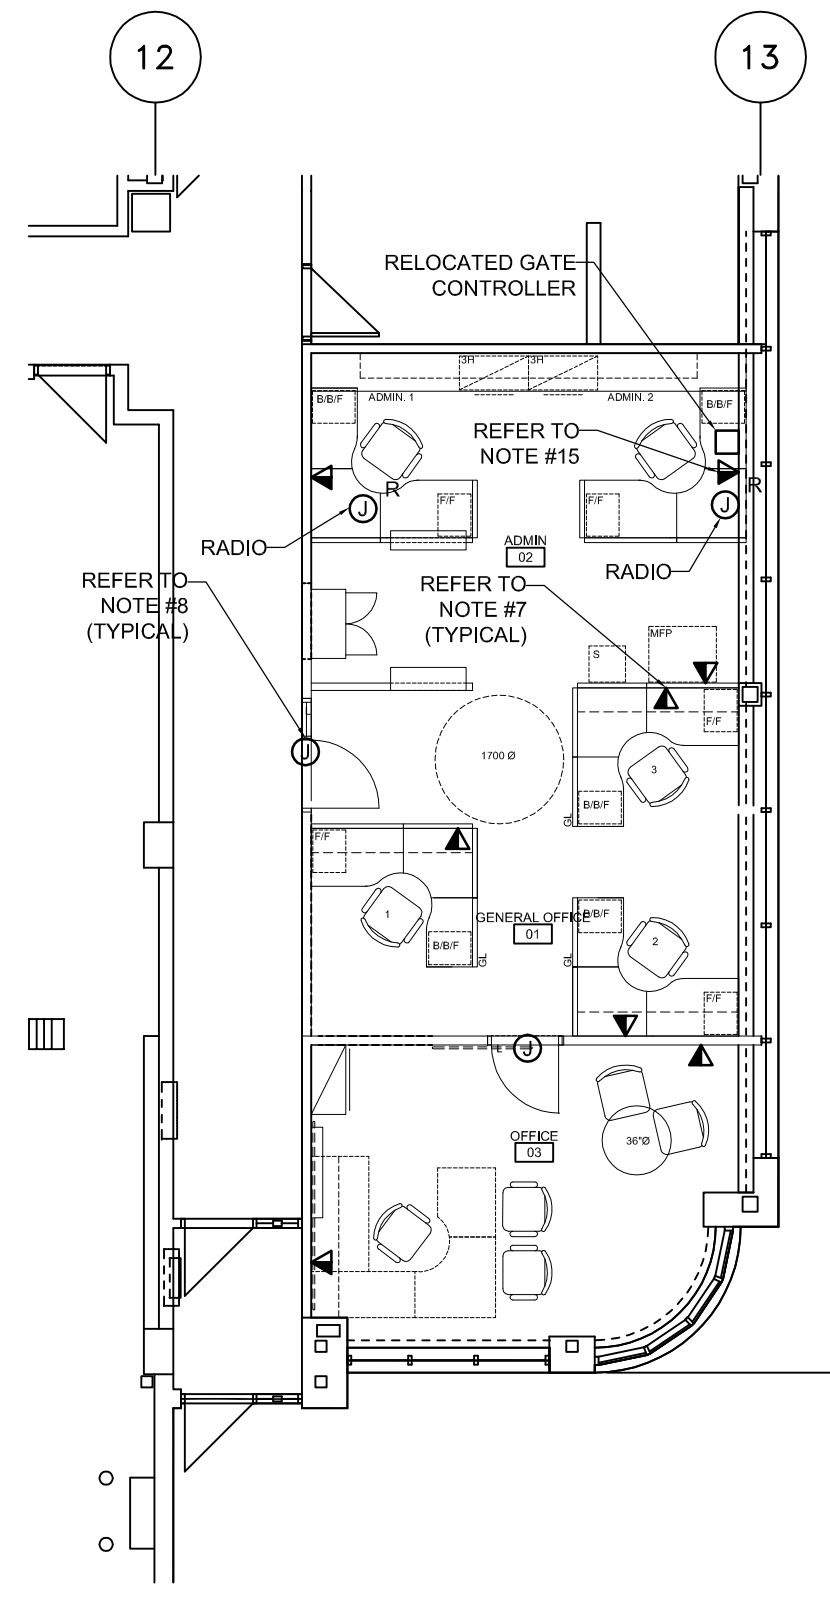 12
13
RELOCATED GATE
CONTROLLER
3H
3H
B/B/F
ADMIN. 1
ADMIN. 2
B/B/F
REFER TO
NOTE #15
R
R
F/F
F/F
J
J
RADIO
ADMIN
02
RADIO
REFER TO
NOTE #8
(TYPICAL)
REFER TO
NOTE #7
(TYPICAL)
S
MFP
F/F
J
1700 Ø
3
B/B/F
GL
F/F
1
GENERAL OFFICE
01
B/B/F
B/B/F
GL
GL
2
F/F
J
OFFICE
03
36"Ø